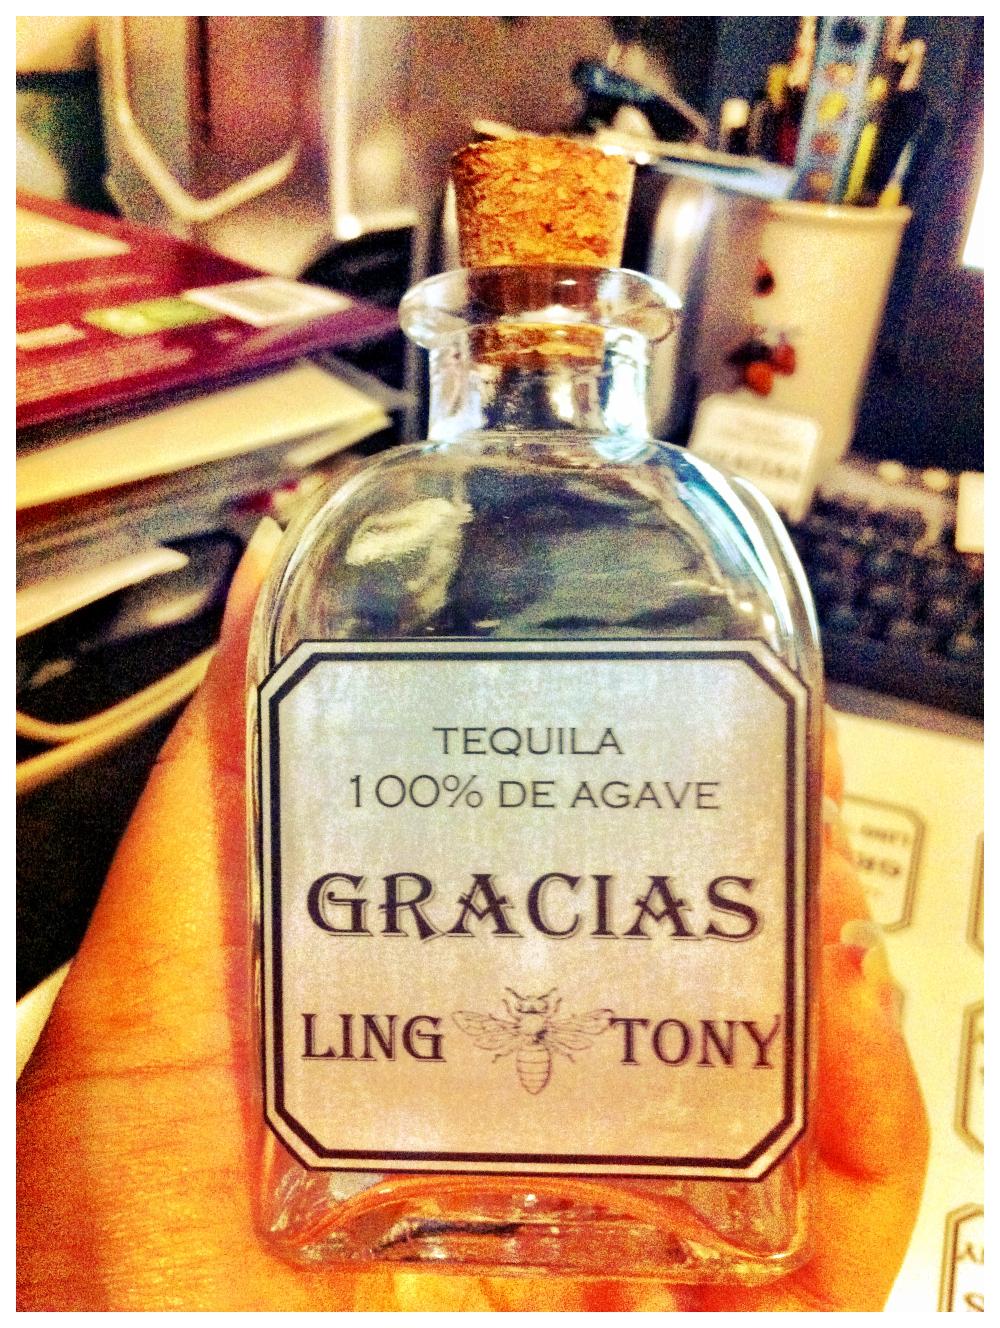 TEQUILA
100% DE AGAVE
GRACIAS
LING TONY